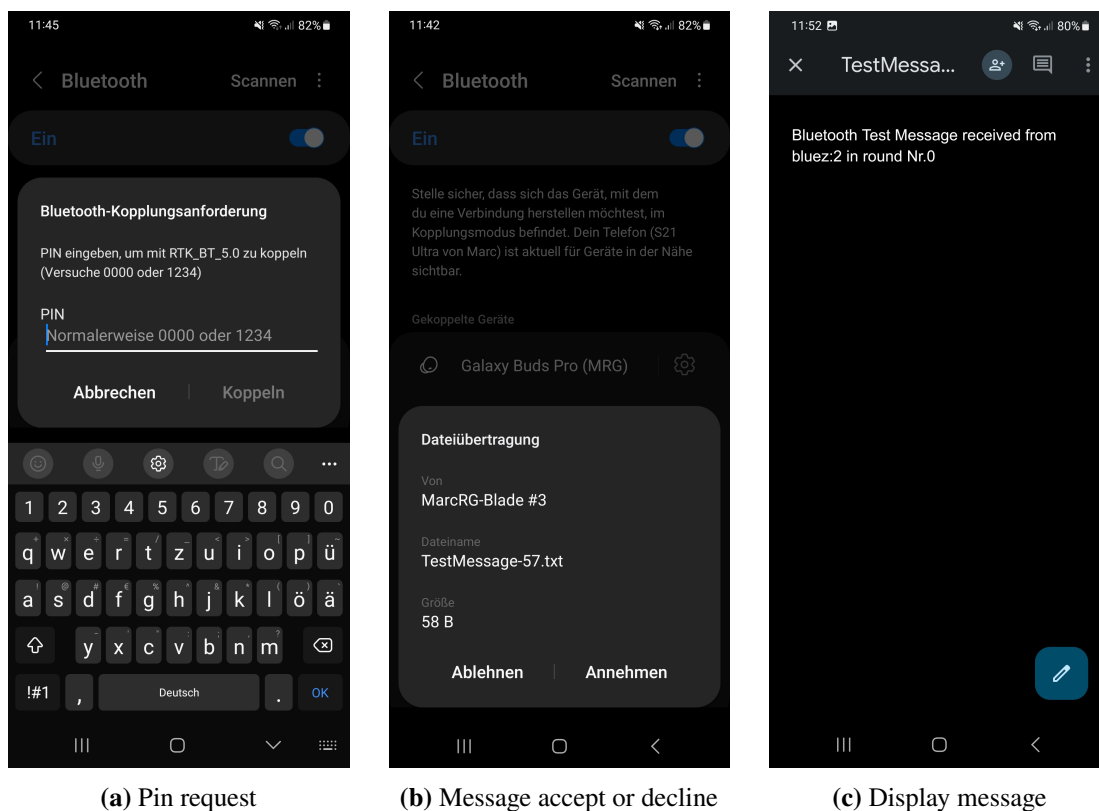 11:45
82%
Bluetooth
Scannen
Ein
Bluetooth-Kopplungsanforderung
PIN eingeben, um mit RTK_BT_5.0 zu koppeln
(Versuche 0000 oder 1234)
PIN
Normalerweise 0000 oder 1234
Abbrechen
Koppeln
1 2 3 4 5 6 7 8 9 0
q w e r t z u i o p ü
a s d f g h j k l ö ä
y x c v b n m
!#1 , Deutsch . OK
(a) Pin request
11:42
82%
Bluetooth
Scannen
Ein
Stelle sicher, dass sich das Gerät, mit dem
du eine Verbindung herstellen möchtest, im
Kopplungsmodus befindet. Dein Telefon (S21
Ultra von Marc) ist aktuell für Geräte in der Nähe
sichtbar.
Gekoppelte Geräte
Galaxy Buds Pro (MRG)
Dateiübertragung
Von
MarcRG-Blade #3
Dateiname
TestMessage-57.txt
Größe
58 B
Ablehnen
Annehmen
(b) Message accept or decline
11:52
80%
TestMessa...
Bluetooth Test Message received from
bluez:2 in round Nr.0
(c) Display message